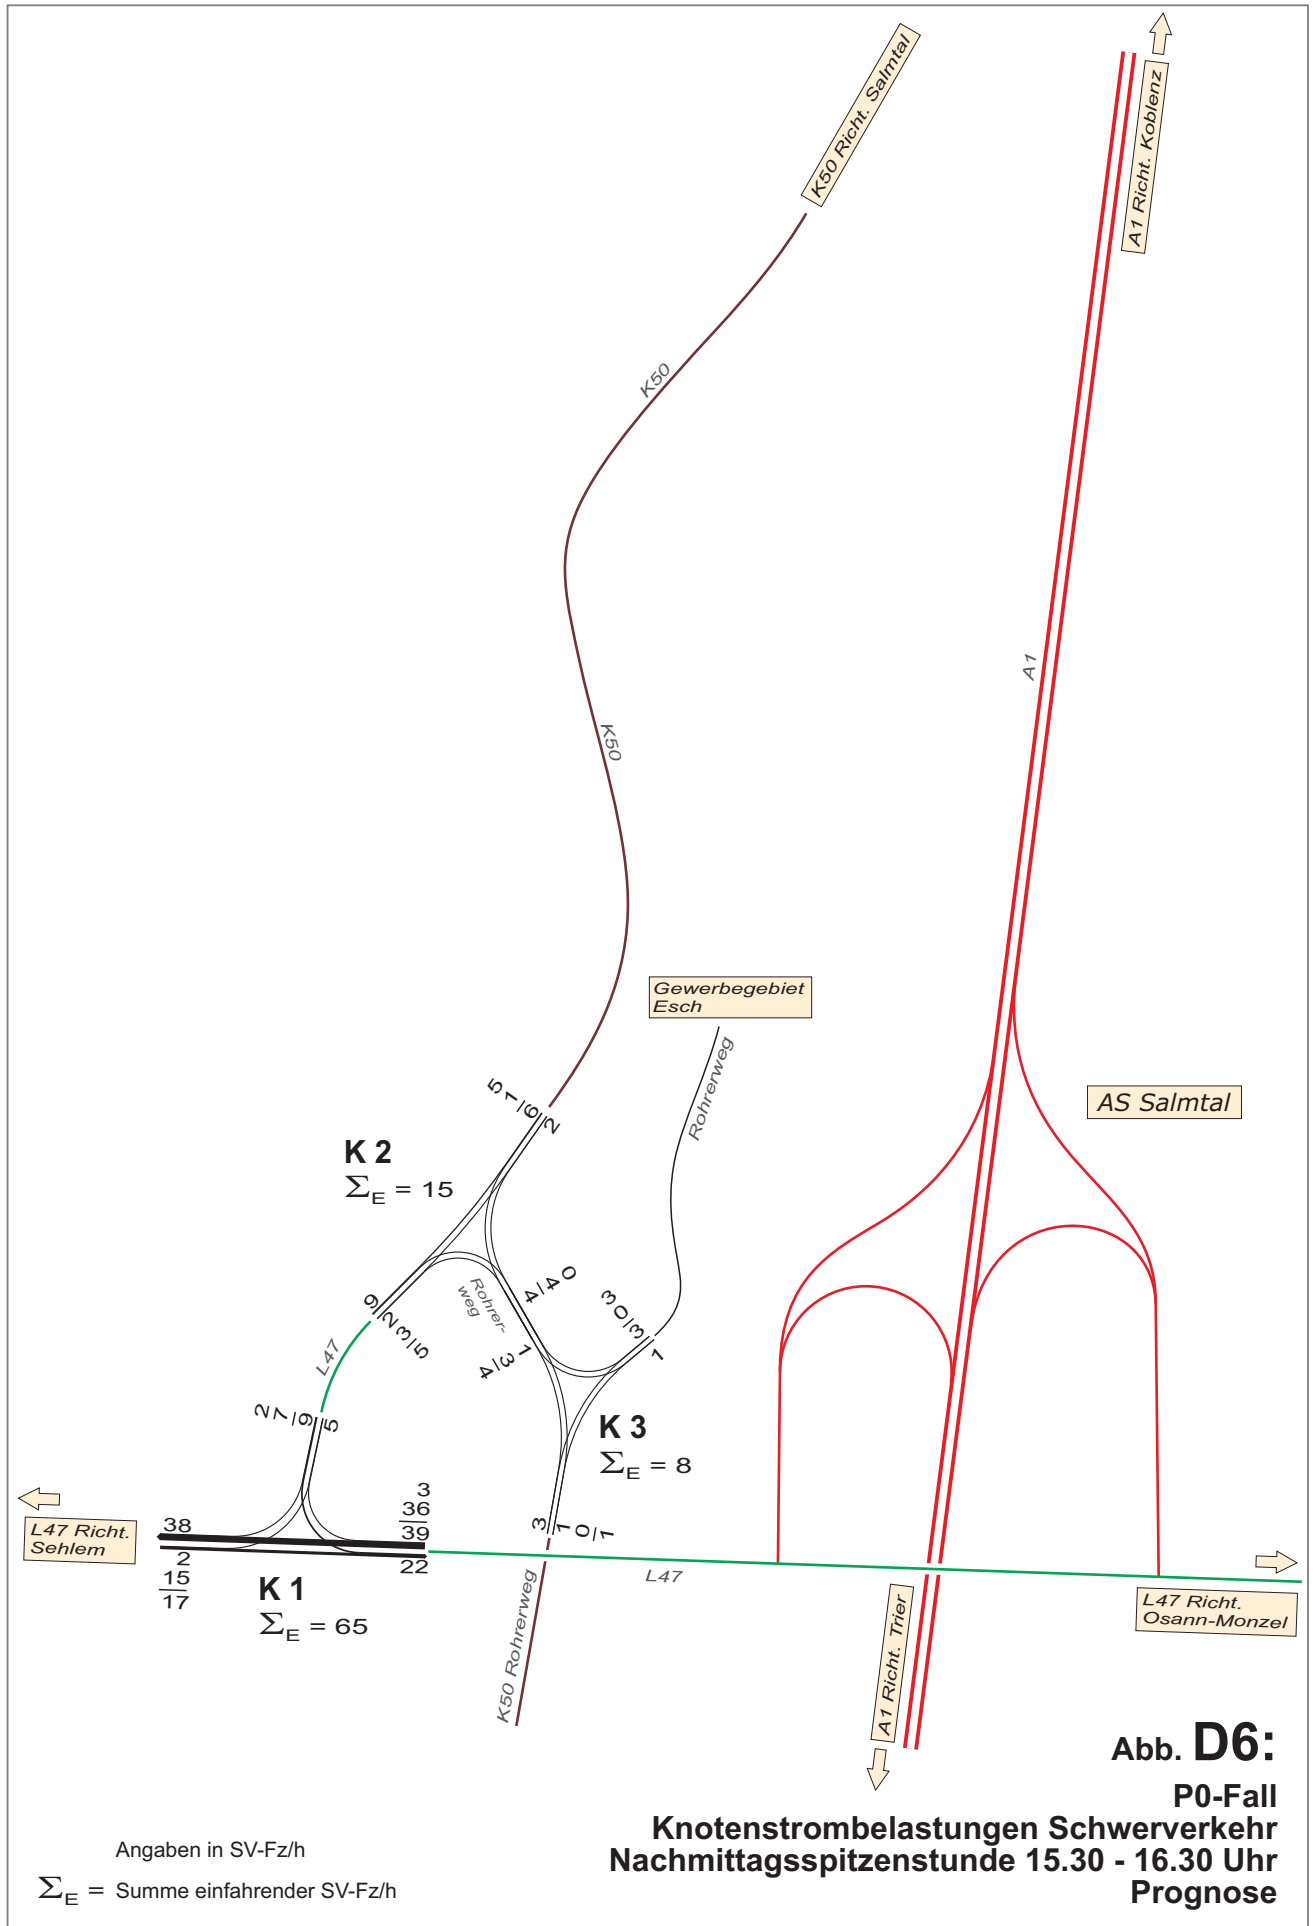 K50 Richt. Salmtal
A1 Richt. Koblenz
K50
A1
K50
Gewerbegebiet
Esch
Rohrerweg
AS Salmtal
5
1
6
2
K 2
ΣE = 15
9
2
3
5
Rohrer-
weg
4
4
0
4
3
1
3
0
3
1
L47
2
7
9
5
K 3
ΣE = 8
3
1
0
1
L47 Richt.
Sehlem
38
2
15
17
3
36
39
22
K 1
ΣE = 65
L47
K50 Rohrerweg
A1 Richt. Trier
L47 Richt.
Osann-Monzel
Abb. D6:
P0-Fall
Knotenstrombelastungen Schwerverkehr
Nachmittagsspitzenstunde 15.30 - 16.30 Uhr
Prognose
Angaben in SV-Fz/h
ΣE = Summe einfahrender SV-Fz/h